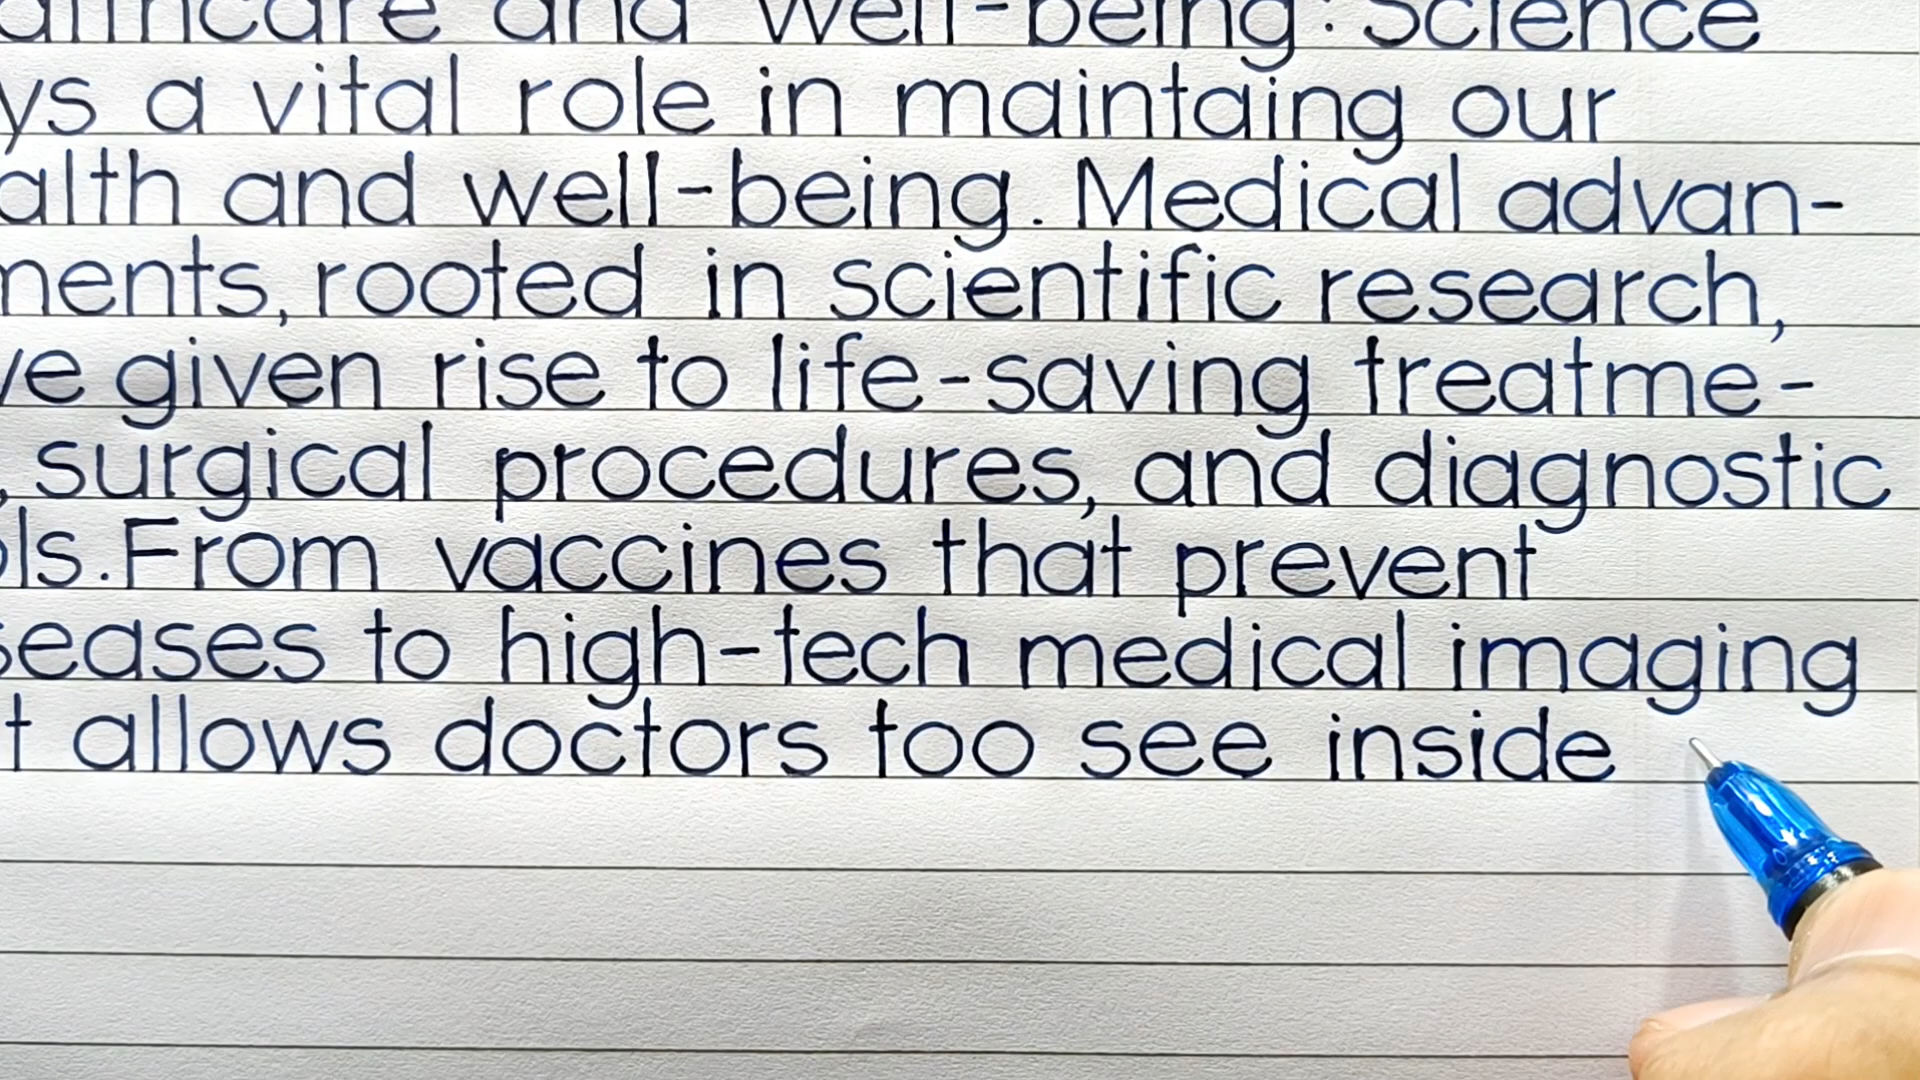 althcare and well-being: Science
ys a vital role in maintaing our
alth and well-being. Medical advan-
ments, rooted in scientific research,
ve given rise to life-saving treatme-
, surgical procedures, and diagnostic
ols. From vaccines that prevent
seases to high-tech medical imaging
t allows doctors too see inside